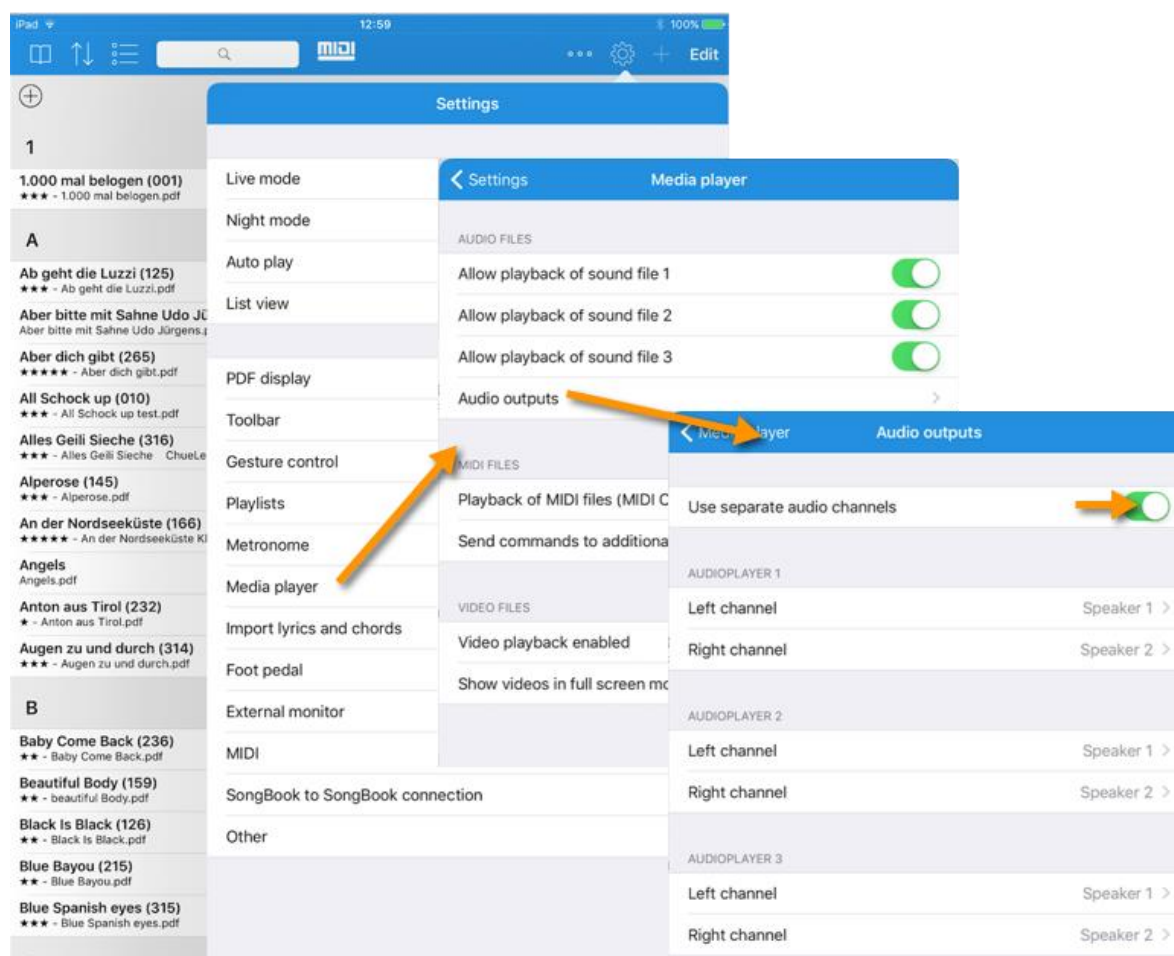 iPad 12:59 100%
MIDI Edit
1
1.000 mal belogen (001)
★★★ - 1.000 mal belogen.pdf
A
Ab geht die Luzzi (125)
★★★ - Ab geht die Luzzi.pdf
Aber bitte mit Sahne Udo
Aber bitte mit Sahne Udo Jürgens
Aber dich gibt (265)
★★★★★ - Aber dich gibt.pdf
All Schock up (010)
★★★ - All Schock up test.pdf
Alles Geili Sieche (316)
★★★ - Alles Geili Sieche
Alperose (145)
★★★ - Alperose.pdf
An der Nordseeküste (166)
★★★★★ - An der Nordseeküste
Angels
Angels.pdf
Anton aus Tirol (232)
★ - Anton aus Tirol.pdf
Augen zu und durch (314)
★★★ - Augen zu und durch.pdf
B
Baby Come Back (236)
★★ - Baby Come Back.pdf
Beautiful Body (159)
★★ - beautiful Body.pdf
Black Is Black (126)
★★ - Black Is Black.pdf
Blue Bayou (215)
★★ - Blue Bayou.pdf
Blue Spanish eyes (315)
★★★ - Blue Spanish eyes.pdf
Settings
Live mode
Night mode
Auto play
List view
PDF display
Toolbar
Gesture control
Playlists
Metronome
Media player
Import lyrics and chords
Foot pedal
External monitor
MIDI
SongBook to SongBook connection
Other
Settings Media player
AUDIO FILES
Allow playback of sound file 1
Allow playback of sound file 2
Allow playback of sound file 3
Audio outputs
MIDI FILES
Playback of MIDI files (MIDI
Send commands to
VIDEO FILES
Video playback enabled
Show videos in full screen
Audio outputs
Use separate audio channels
AUDIOPLAYER 1
Left channel Speaker 1
Right channel Speaker 2
AUDIOPLAYER 2
Left channel Speaker 1
Right channel Speaker 2
AUDIOPLAYER 3
Left channel Speaker 1
Right channel Speaker 2